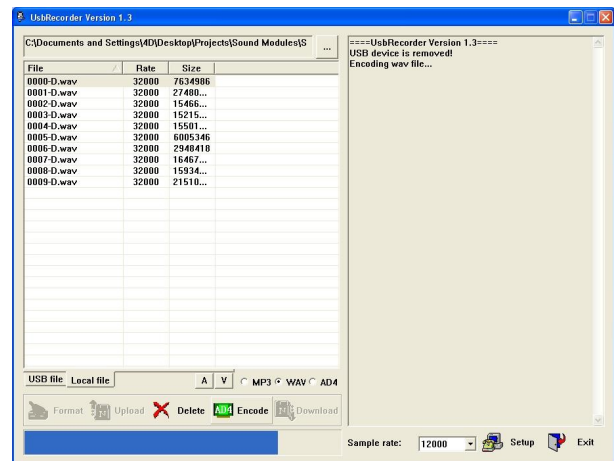 UsbRecorder Version 1.3
C:\Documents and Settings\4D\Desktop\Projects\Sound Modules\S
...
File / Rate Size
0000-D.wav 32000 7634986
0001-D.wav 32000 27480...
0002-D.wav 32000 15466...
0003-D.wav 32000 15215...
0004-D.wav 32000 15501...
0005-D.wav 32000 6005346
0006-D.wav 32000 2948418
0007-D.wav 32000 16467...
0008-D.wav 32000 15934...
0009-D.wav 32000 21510...
USB file Local file A V MP3 WAV AD4
Format Upload Delete AD4 Encode Download
====UsbRecorder Version 1.3====
USB device is removed!
Encoding wav file...
Sample rate: 12000 Setup Exit